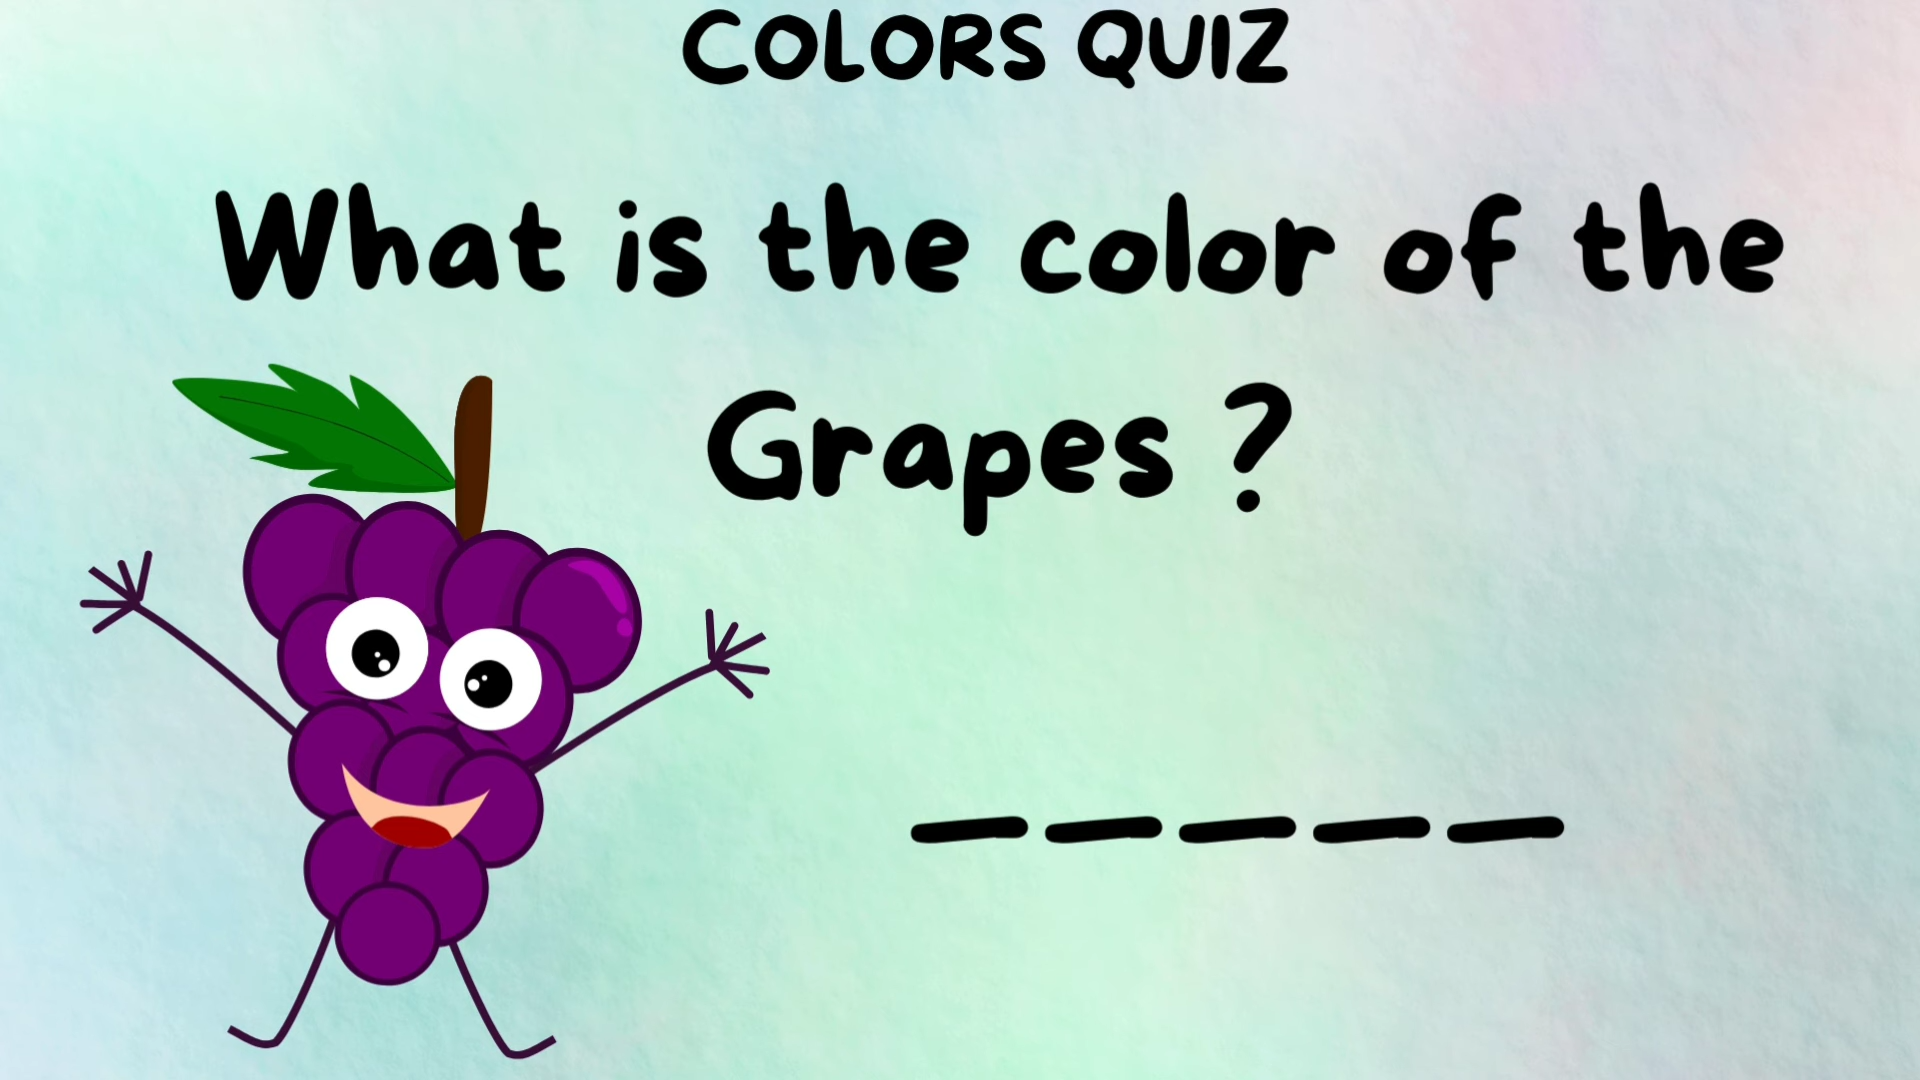 COLORS QUIZ
What is the color of the
Grapes ?
_ _ _ _ _